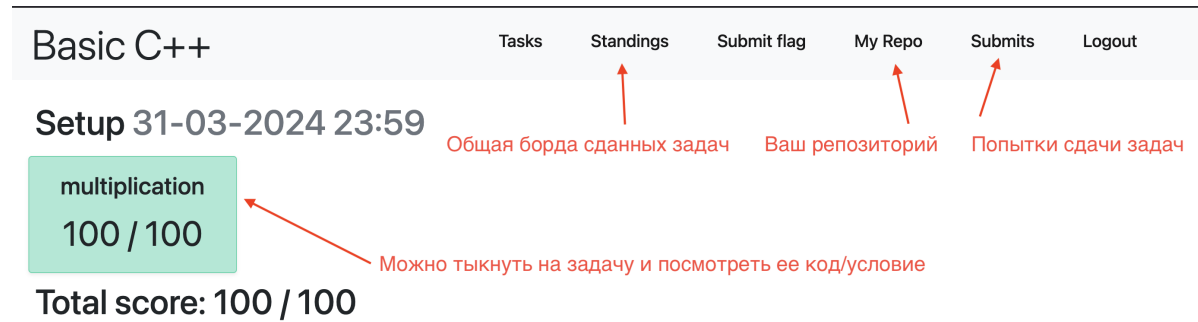 Basic C++
Tasks Standings Submit flag My Repo Submits Logout
Setup 31-03-2024 23:59
Общая борда сданных задач Ваш репозиторий Попытки сдачи задач
multiplication
100 / 100
Можно тыкнуть на задачу и посмотреть ее код/условие
Total score: 100 / 100